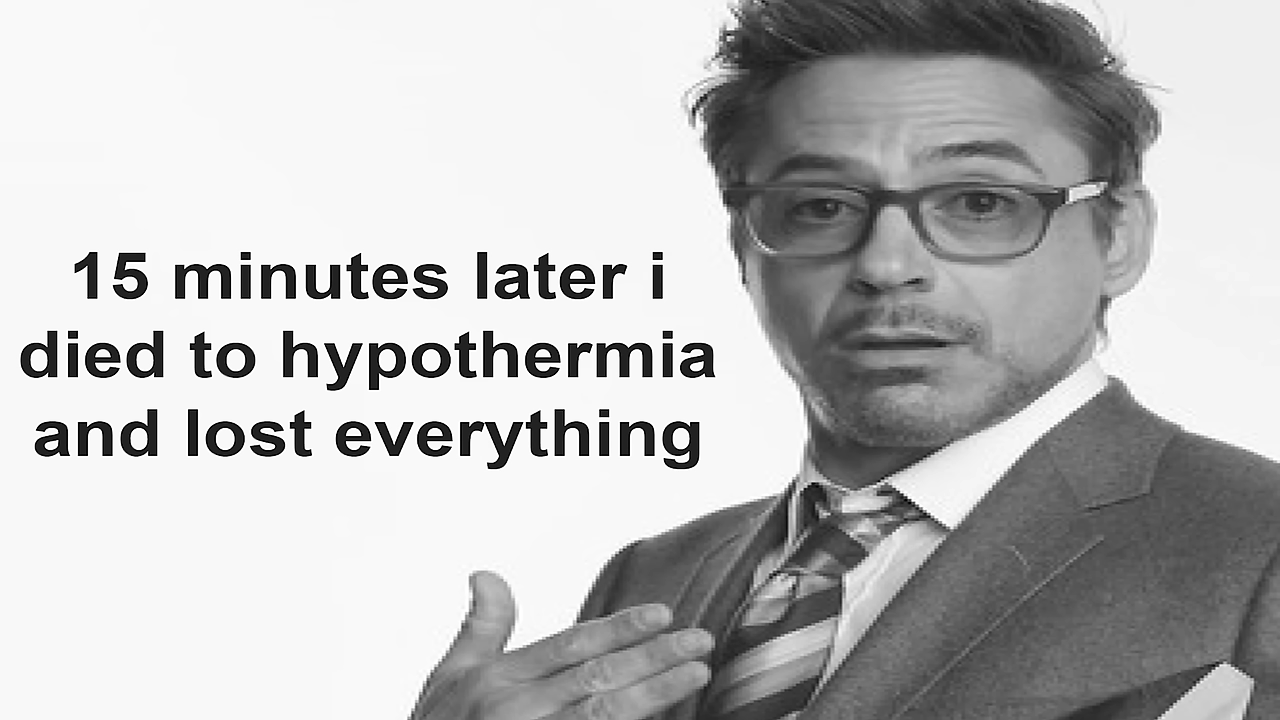 15 minutes later i
died to hypothermia
and lost everything